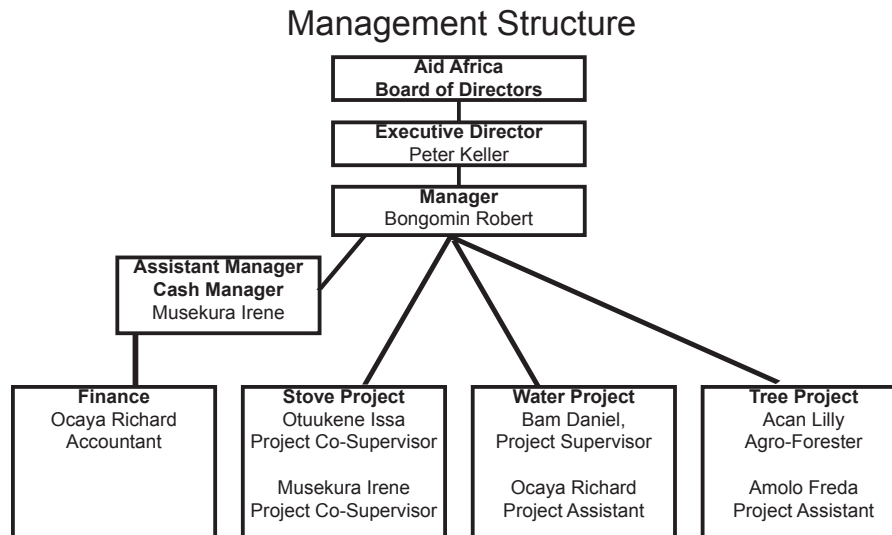 Management Structure
Aid Africa
Board of Directors
Executive Director
Peter Keller
Manager
Bongomin Robert
Assistant Manager
Cash Manager
Musekura Irene
Finance
Ocaya Richard
Accountant
Stove Project
Otuukene Issa
Project Co-Supervisor
Musekura Irene
Project Co-Supervisor
Water Project
Bam Daniel,
Project Supervisor
Ocaya Richard
Project Assistant
Tree Project
Acan Lilly
Agro-Forester
Amolo Freda
Project Assistant